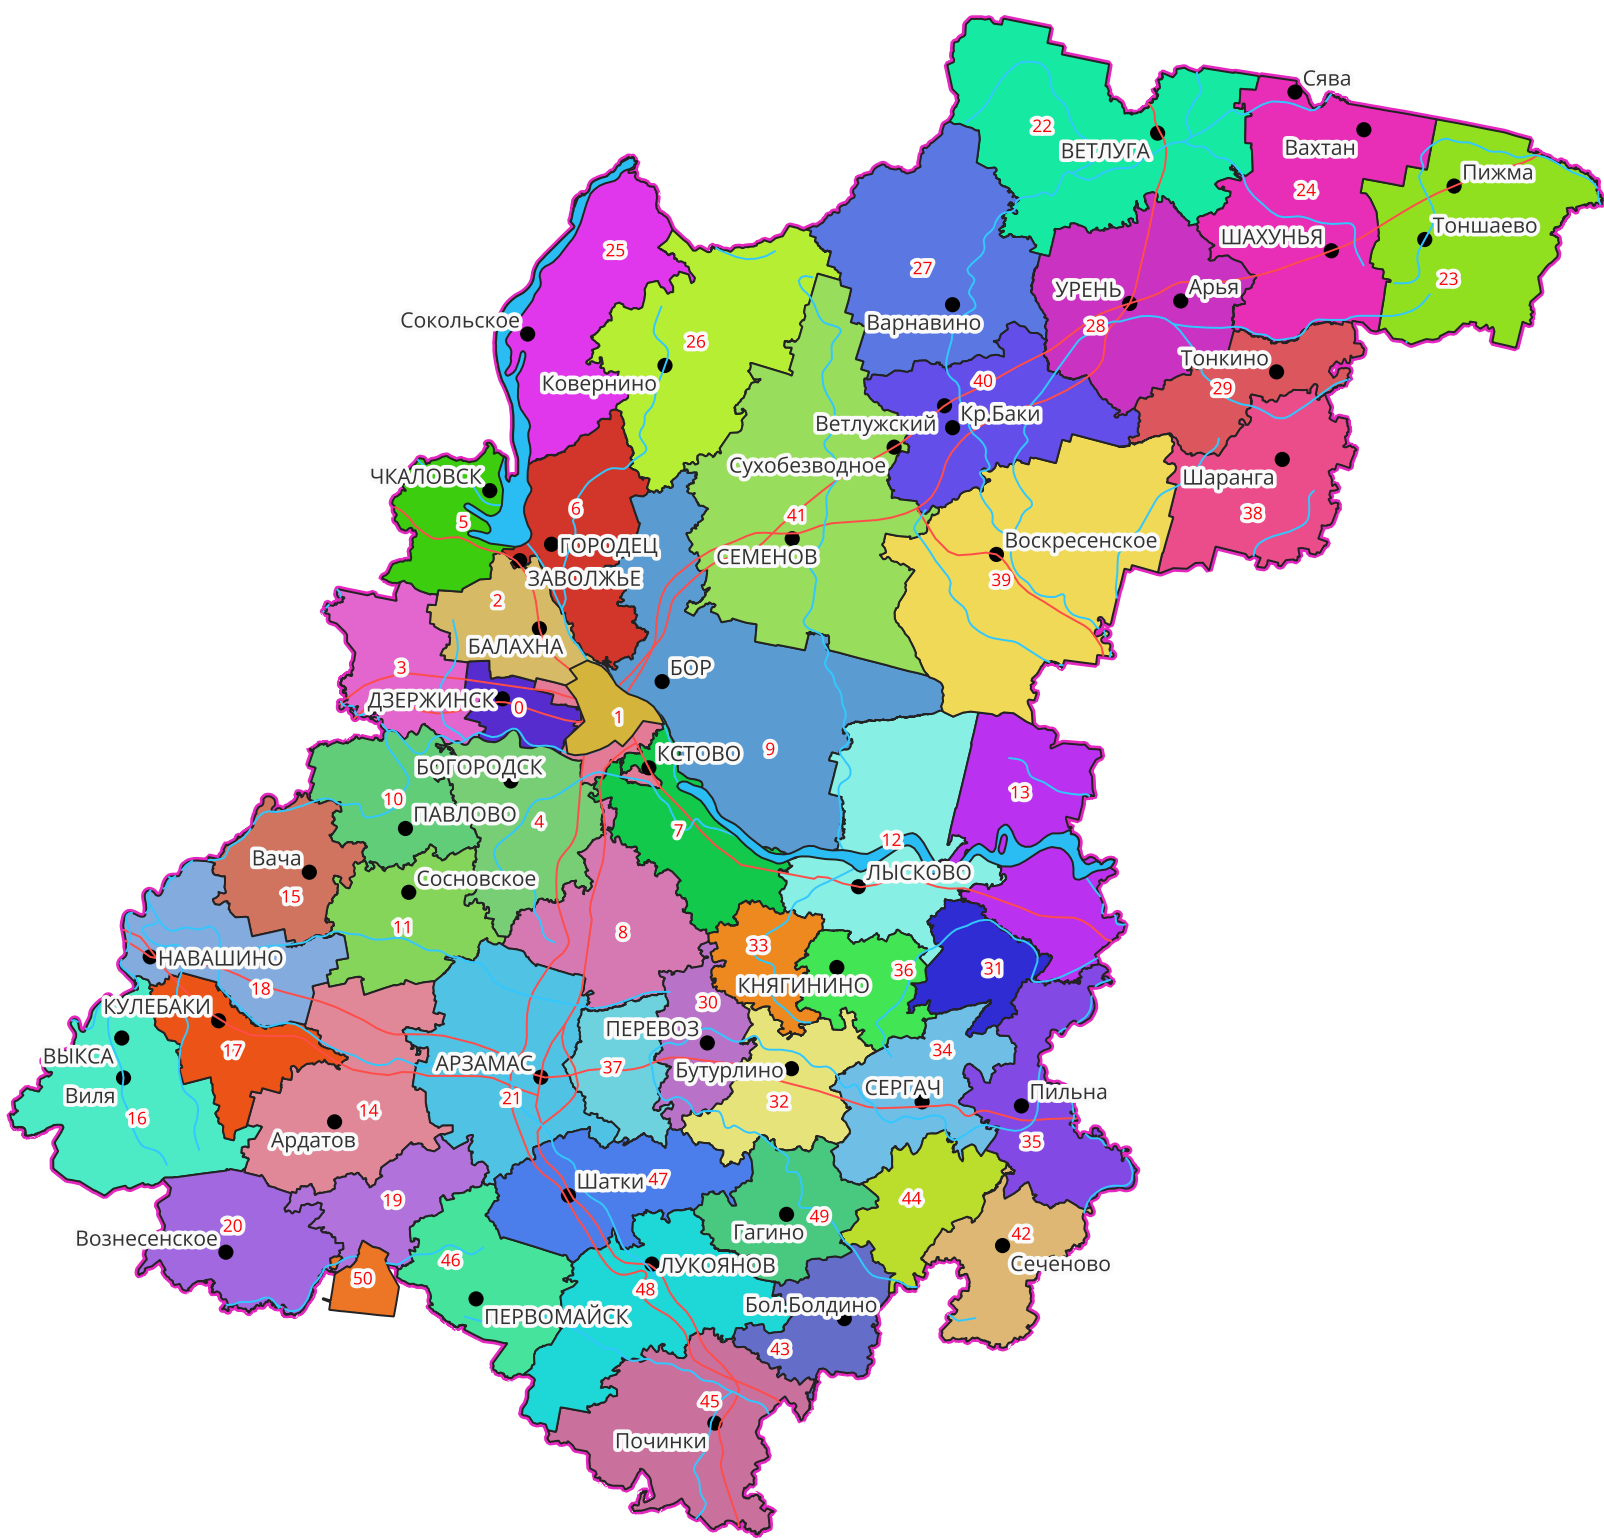 Сява
22
ВЕТЛУГА
Вахтан
Пижма
24
Тоншаево
ШАХУНЬЯ
25
27
23
УРЕНЬ
Арья
Сокольское
Варнавино
28
26
Тонкино
Ковернино
40
29
Кр.Баки
Ветлужский
Сухобезводное
ЧКАЛОВСК
Шаранга
6
41
38
5
ГОРОДЕЦ
СЕМЕНОВ
Воскресенское
ЗАВОЛЖЬЕ
39
2
БАЛАХНА
3
БОР
ДЗЕРЖИНСК
0
1
9
КСТОВО
БОГОРОДСК
13
10
ПАВЛОВО
4
7
12
Вача
ЛЫСКОВО
Сосновское
15
11
8
33
НАВАШИНО
36
31
18
КНЯГИНИНО
КУЛЕБАКИ
30
ПЕРЕВОЗ
17
34
ВЫКСА
АРЗАМАС
37
Бутурлино
СЕРГАЧ
Виля
21
32
Пильна
16
14
Ардатов
35
Шатки
47
19
44
20
49
Гагино
42
Вознесенское
46
Сеченово
50
ЛУКОЯНОВ
48
Бол.Болдино
ПЕРВОМАЙСК
43
45
Починки